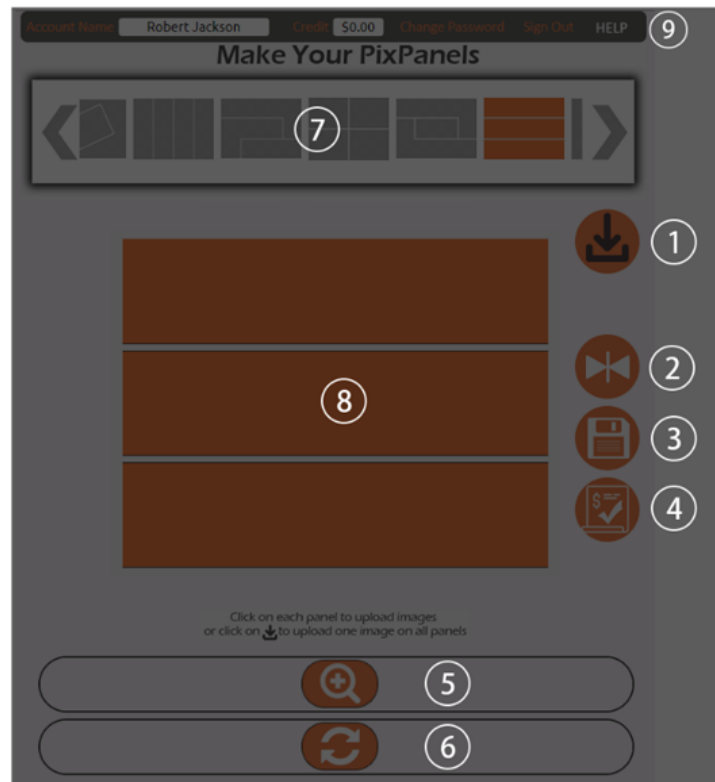 Account Name Robert Jackson Credit $0.00 Change Password Sign Out HELP 9
Make Your PixPanels
7
1
2
8
3
$
4
Click on each panel to upload images
or click on to upload one image on all panels
5
6